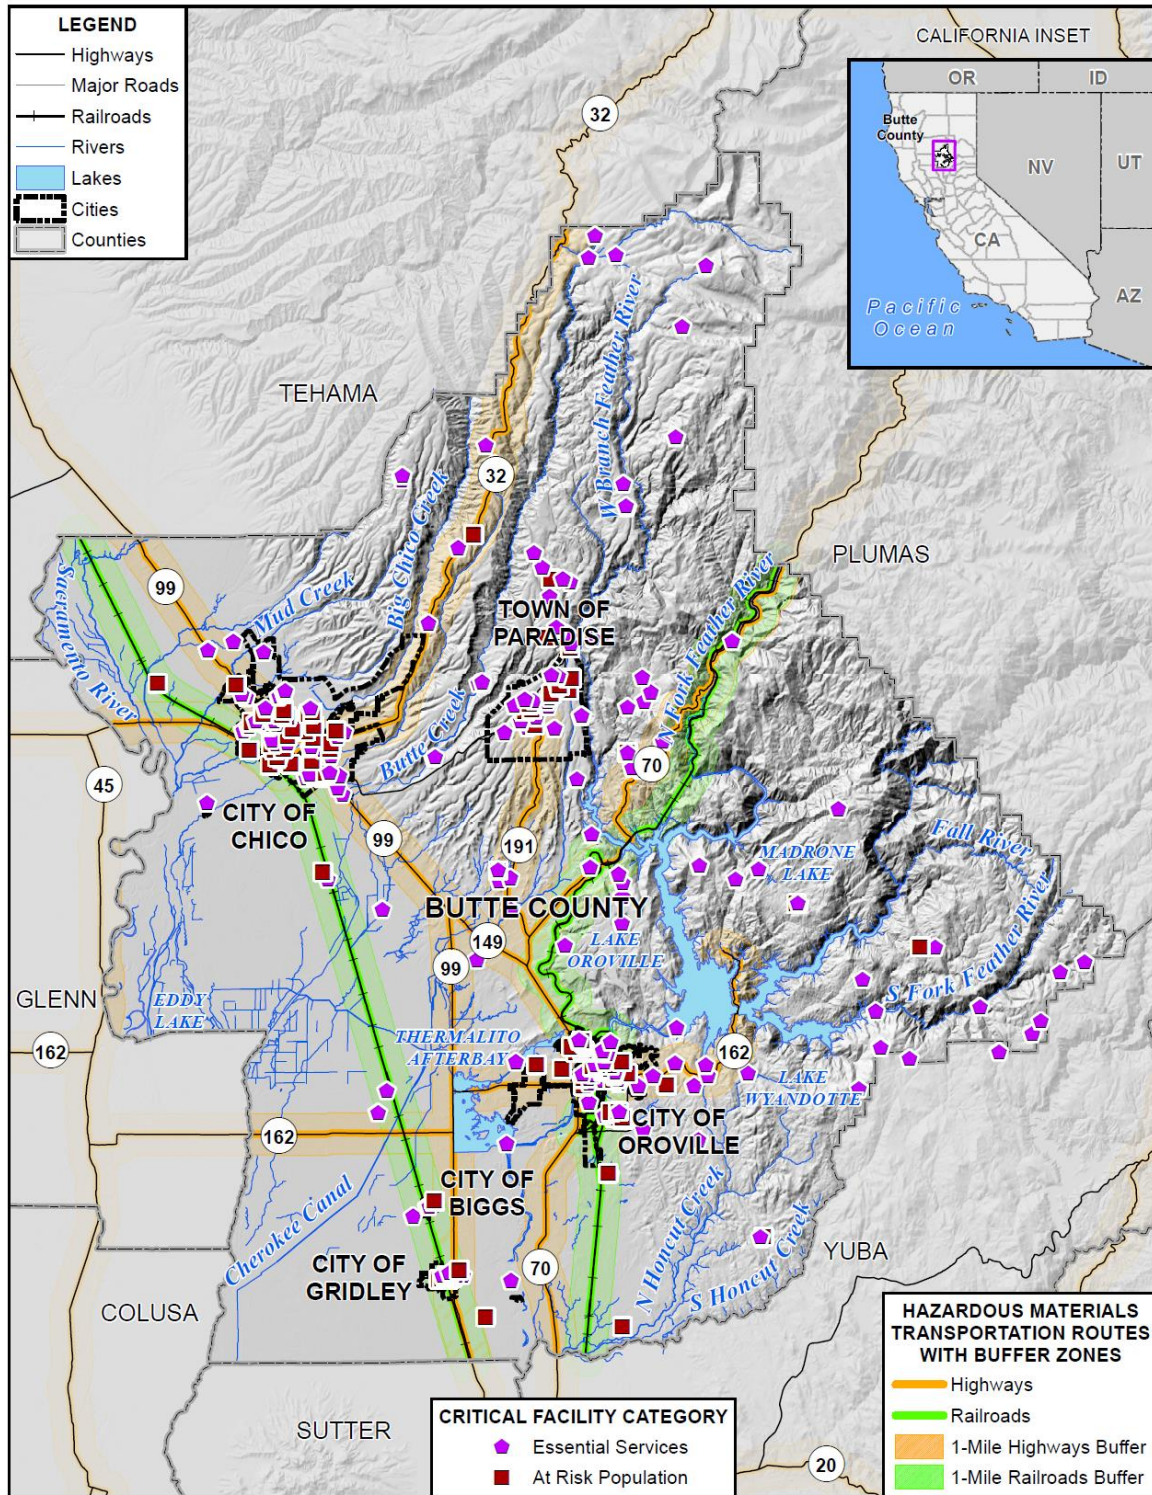 LEGEND
Highways
Major Roads
Railroads
Rivers
Lakes
Cities
Counties
CALIFORNIA INSET
OR
ID
Butte
County
NV
UT
CA
AZ
Pacific
Ocean
32
TEHAMA
W Branch Feather River
32
Big Chico Creek
PLUMAS
99
Sacramento River
Mud Creek
TOWN OF
PARADISE
N Fork Feather River
Butte Creek
70
45
CITY OF
CHICO
99
191
MADRONE
LAKE
Fall River
BUTTE COUNTY
149
99
LAKE
OROVILLE
S Fork Feather River
GLENN
EDDY
LAKE
162
THERMALITO
AFTERBAY
162
LAKE
WYANDOTTE
CITY OF
OROVILLE
162
CITY OF
BIGGS
Cherokee Canal
N Honcut Creek
S Honcut Creek
YUBA
CITY OF
GRIDLEY
70
COLUSA
SUTTER
20
CRITICAL FACILITY CATEGORY
Essential Services
At Risk Population
HAZARDOUS MATERIALS
TRANSPORTATION ROUTES
WITH BUFFER ZONES
Highways
Railroads
1-Mile Highways Buffer
1-Mile Railroads Buffer